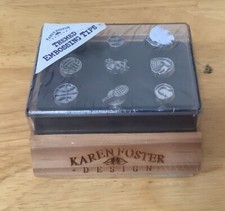 THEMED
EMBOSSING TIPS
KAREN FOSTER
DESIGN